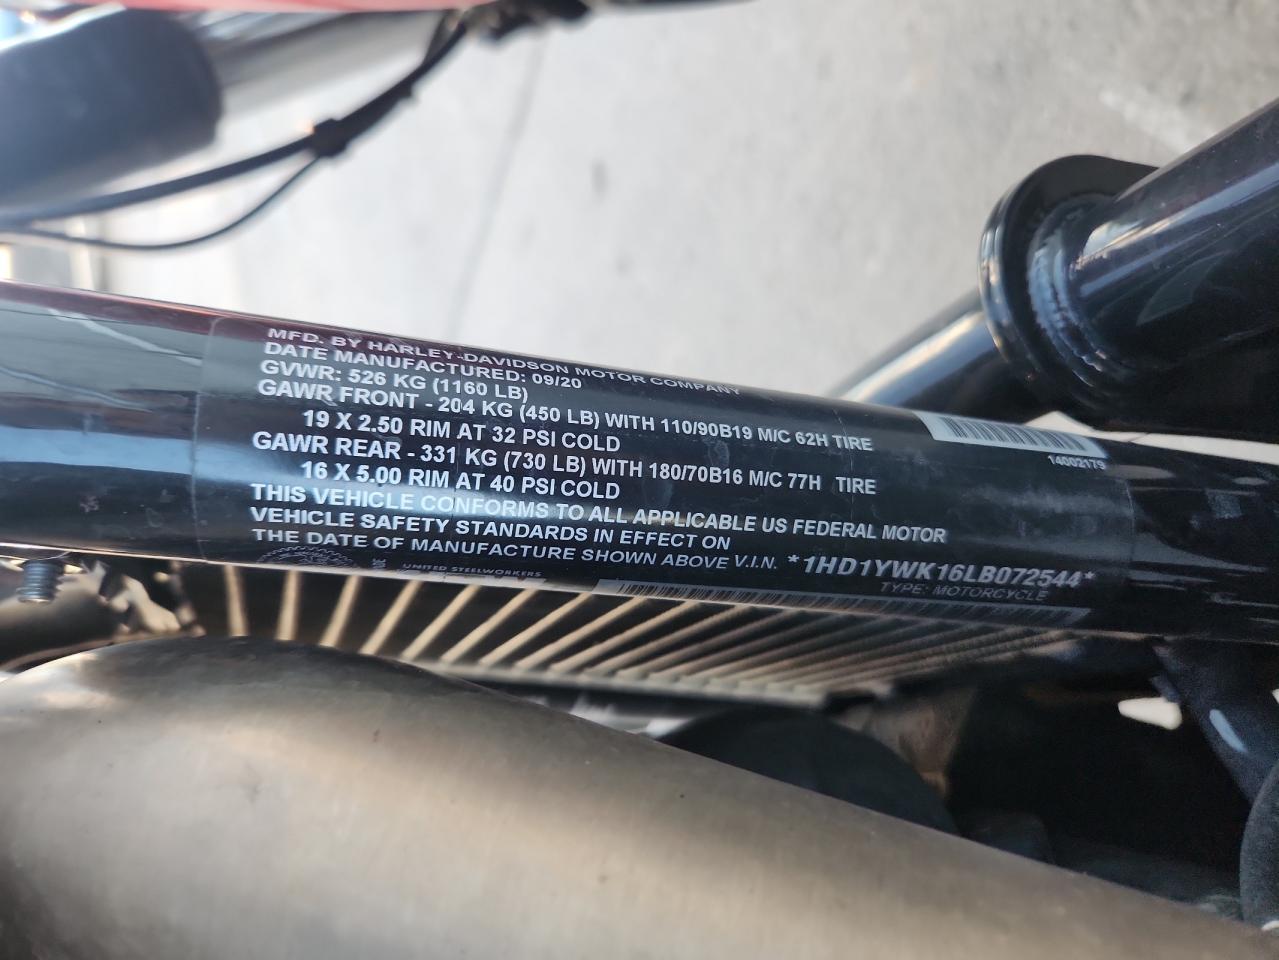 MFD. BY HARLEY-DAVIDSON MOTOR COMPANY
DATE MANUFACTURED: 09/20
GVWR: 526 KG (1160 LB)
GAWR FRONT - 204 KG (450 LB) WITH 110/90B19 M/C 62H TIRE
19 X 2.50 RIM AT 32 PSI COLD
GAWR REAR - 331 KG (730 LB) WITH 180/70B16 M/C 77H TIRE
16 X 5.00 RIM AT 40 PSI COLD
THIS VEHICLE CONFORMS TO ALL APPLICABLE US FEDERAL MOTOR
VEHICLE SAFETY STANDARDS IN EFFECT ON
THE DATE OF MANUFACTURE SHOWN ABOVE V.I.N. *1HD1YWK16LB072544*
TYPE: MOTORCYCLE
UNITED STEELWORKERS
14002179